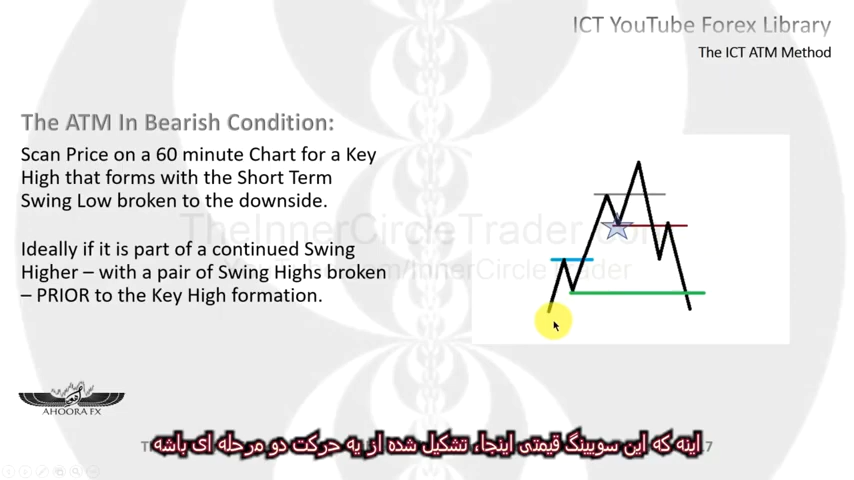 ICT YouTube Forex Library
The ICT ATM Method
The ATM In Bearish Condition:
Scan Price on a 60 minute Chart for a Key
High that forms with the Short Term
Swing Low broken to the downside.
TheInnerCircleTrader.com
Ideally if it is part of a continued Swing
Higher – with a pair of Swing Highs broken
– PRIOR to the Key High formation.
m/InnerCircleTrader
AHOORA FX
اینه که این سویینگ قیمتی اینجا، تشکیل شده از یه حرکت دو مرحله ای باشه